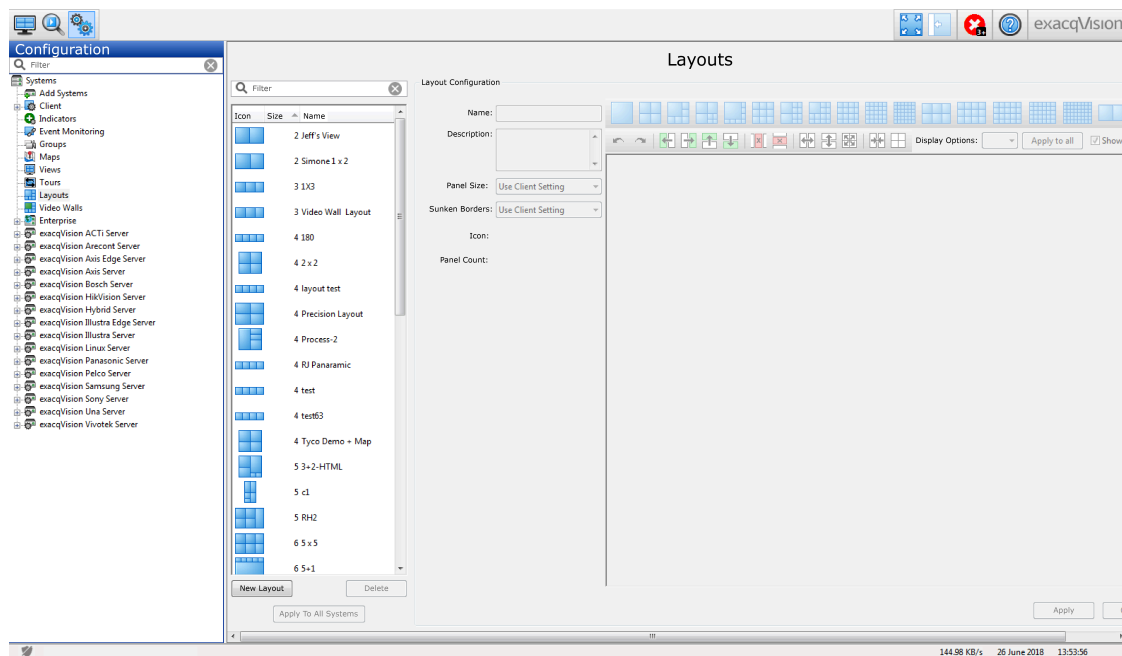 3+
exacqVision
Configuration
Filter
Systems
Add Systems
Client
Indicators
Event Monitoring
Groups
Maps
Views
Tours
Layouts
Video Walls
Enterprise
exacqVision ACTi Server
exacqVision Arecont Server
exacqVision Axis Edge Server
exacqVision Axis Server
exacqVision Bosch Server
exacqVision HikVision Server
exacqVision Hybrid Server
exacqVision Illustra Edge Server
exacqVision Illustra Server
exacqVision Linux Server
exacqVision Panasonic Server
exacqVision Pelco Server
exacqVision Samsung Server
exacqVision Sony Server
exacqVision Una Server
exacqVision Vivotek Server
Layouts
Filter
Icon Size Name
2 Jeff's View
2 Simone 1 x 2
3 1X3
3 Video Wall Layout
4 180
4 2 x 2
4 layout test
4 Precision Layout
4 Process-2
4 RJ Panaramic
4 test
4 test63
4 Tyco Demo + Map
5 3+2-HTML
5 c1
5 RH2
6 5 x 5
6 5+1
New Layout Delete
Apply To All Systems
Layout Configuration
Name:
Description:
Panel Size: Use Client Setting
Sunken Borders: Use Client Setting
Icon:
Panel Count:
Display Options: Apply to all Show
Apply
144.98 KB/s 26 June 2018 13:53:56